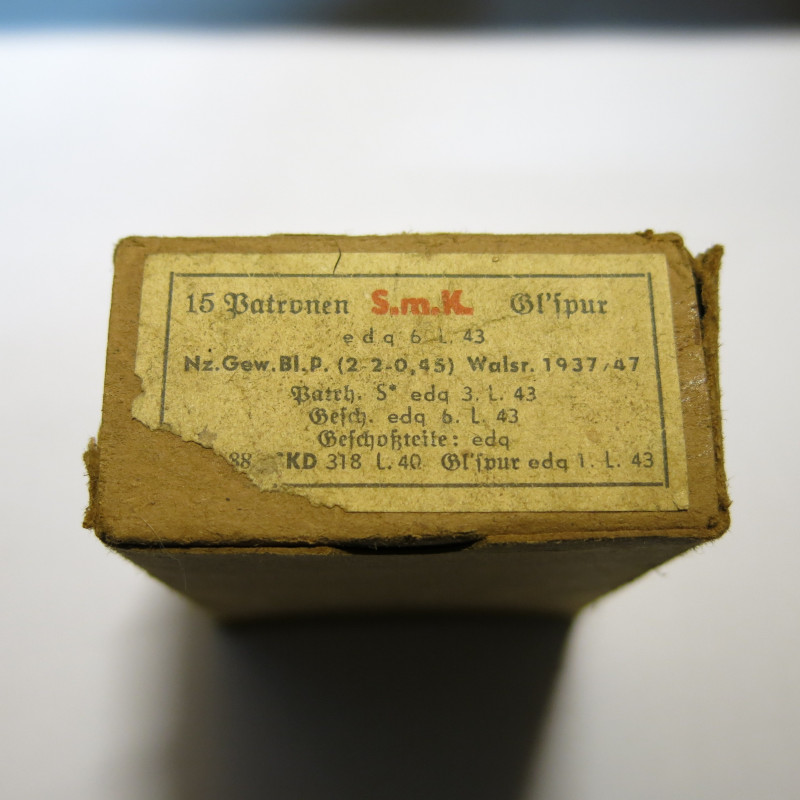 15 Patronen S.m.K. Gl'spur
edq 6. L. 43
Nz.Gew.Bl.P. (2·2·0,45) Walsr. 1937/47
Patrh. S* edq 3. L. 43
Gesch. edq 6. L. 43
Geschoßteile: edq
88 KD 318 L. 40 Gl'spur edq 1. L. 43